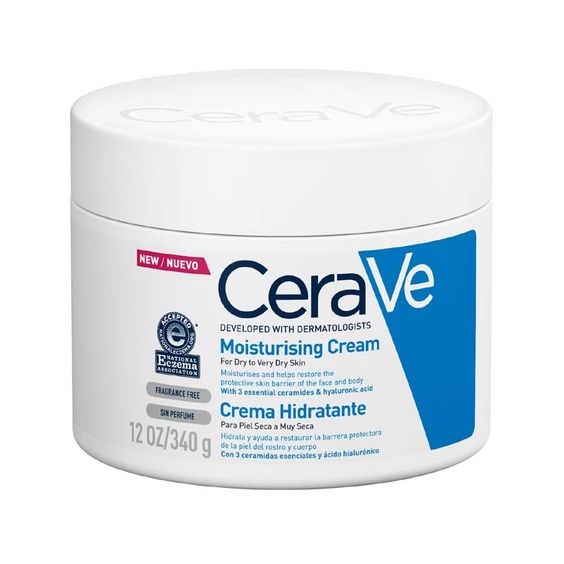 CeraVe
NEW / NUEVO
CeraVe
DEVELOPED WITH DERMATOLOGISTS
Moisturising Cream
For Dry to Very Dry Skin
Moisturises and helps restore the
protective skin barrier of the face and body
With 3 essential ceramides & hyaluronic acid
Crema Hidratante
Para Piel Seca a Muy Seca
Hidrata y ayuda a restaurar la barrera protectora
de la piel del rostro y cuerpo
Con 3 ceramidas esenciales y ácido hialurónico
ACCEPTED
NATIONALECZEMA.ORG
e
NATIONAL
Eczema
ASSOCIATION
FRAGRANCE FREE
SIN PERFUME
12 OZ/340 g